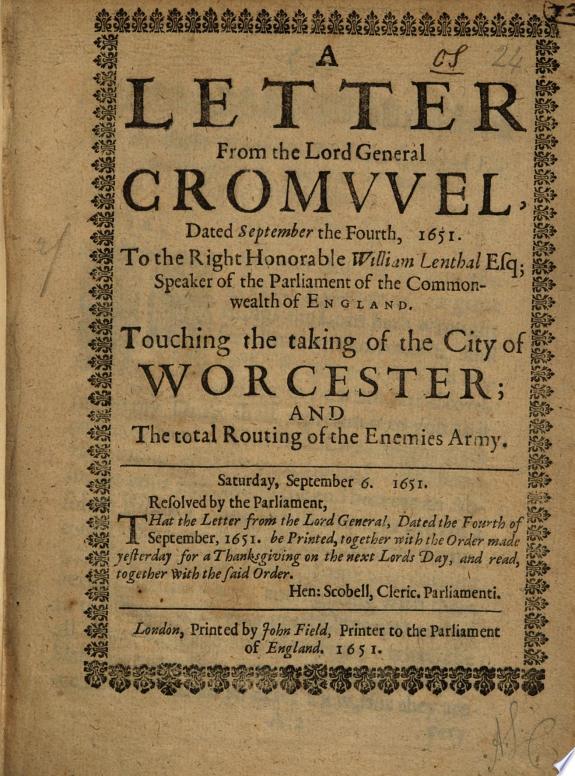 A
LETTER
From the Lord General
CROMVVEL,
Dated September the Fourth, 1651.
To the Right Honorable William Lenthal Esq;
Speaker of the Parliament of the Common-
wealth of ENGLAND.
Touching the taking of the City of
WORCESTER;
AND
The total Routing of the Enemies Army.
Saturday, September 6. 1651.
Reſolved by the Parliament,
THat the Letter from the Lord General, Dated the Fourth of
September, 1651. be Printed, together with the Order made
yeſterday for a Thankſgiving on the next Lords Day, and read,
together with the ſaid Order.
Hen: Scobell, Cleric. Parliamenti.
London, Printed by John Field, Printer to the Parliament
of England. 1651.